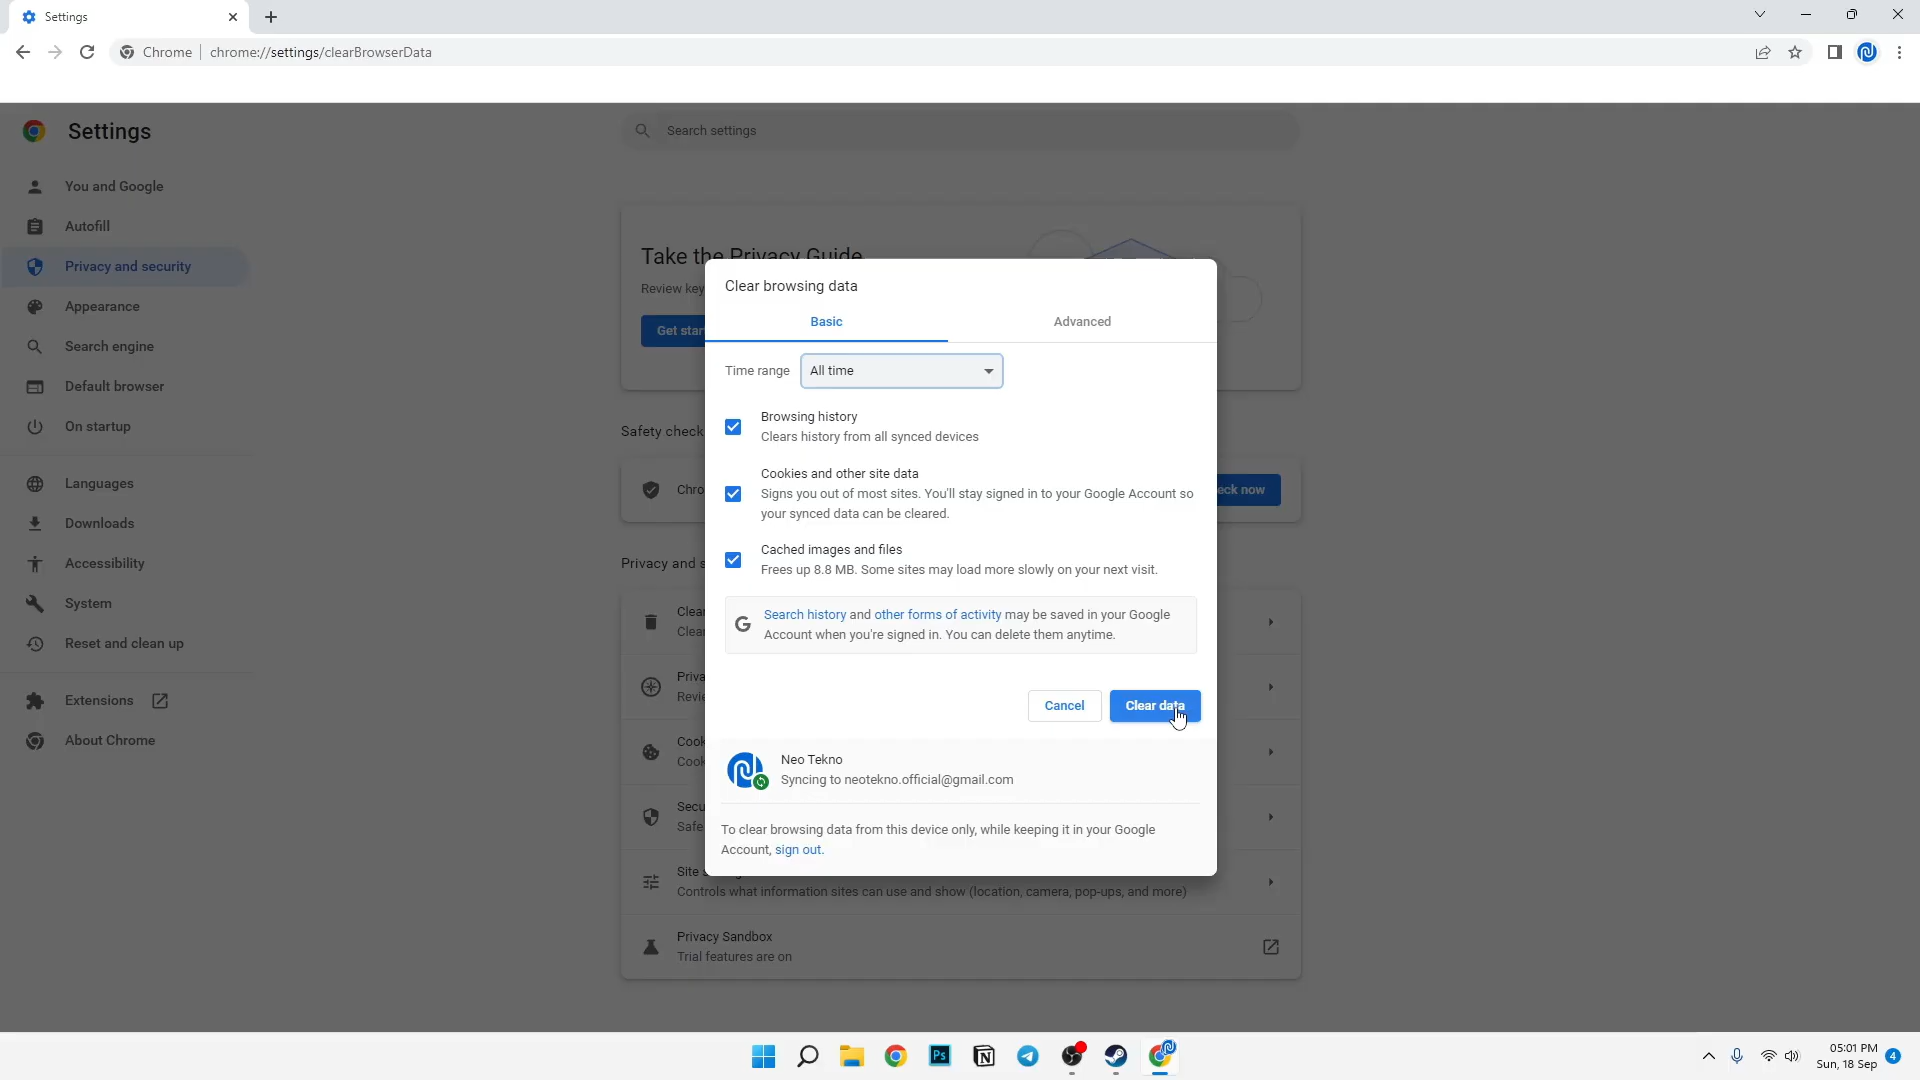 Settings
Chrome
chrome://settings/clearBrowserData
Settings
Search settings
You and Google
Autofill
Privacy and security
Appearance
Search engine
Default browser
On startup
Languages
Downloads
Accessibility
System
Reset and clean up
Extensions
About Chrome
Take the Privacy Guide
Review key
Get start
Safety check
Chro
eck now
Privacy and s
Clear browsing data
Basic
Advanced
Time range
All time
Browsing history
Clears history from all synced devices
Cookies and other site data
Signs you out of most sites. You'll stay signed in to your Google Account so
your synced data can be cleared.
Cached images and files
Frees up 8.8 MB. Some sites may load more slowly on your next visit.
G
Search history and other forms of activity may be saved in your Google
Account when you're signed in. You can delete them anytime.
Cancel
Clear data
Neo Tekno
Syncing to neotekno.official@gmail.com
To clear browsing data from this device only, while keeping it in your Google
Account, sign out.
Clear
Clear
Priva
Revie
Cook
Cook
Secu
Safe
Site s
Controls what information sites can use and show (location, camera, pop-ups, and more)
Privacy Sandbox
Trial features are on
Ps
N
05:01 PM
Sun, 18 Sep
4